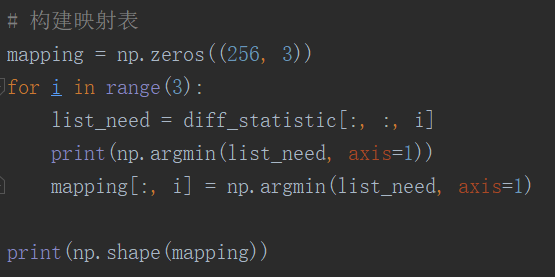 # 构建映射表
mapping = np.zeros((256, 3))
for i in range(3):
    list_need = diff_statistic[:, :, i]
    print(np.argmin(list_need, axis=1))
    mapping[:, i] = np.argmin(list_need, axis=1)
print(np.shape(mapping))